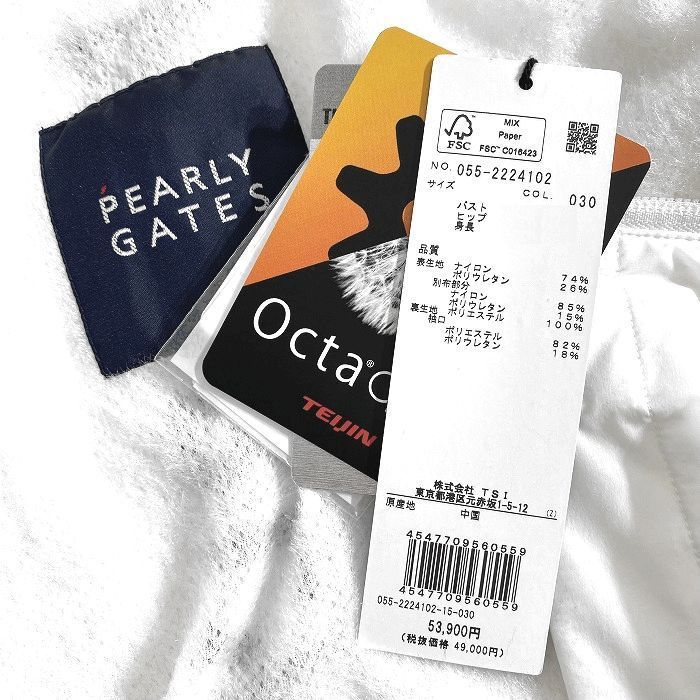 PEARLY
GATES
Octa®
TEIJIN
FSC
MIX
Paper
FSC™ C016423
NO. 055-2224102
サイズ COL. 030
バスト
ヒップ
身長
品質
表生地 ナイロン 74%
ポリウレタン 26%
別布部分
ナイロン 85%
ポリウレタン 15%
裏生地 ポリエステル 100%
袖口
ポリエステル 82%
ポリウレタン 18%
株式会社 TSI
東京都港区元赤坂1-5-12 (Z)
原産地 中国
4547709560559
4547709560559
055-2224102-15-030
53,900円
(税抜価格 49,000円)